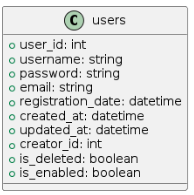 C users
user_id: int
username: string
password: string
email: string
registration_date: datetime
created_at: datetime
updated_at: datetime
creator_id: int
is_deleted: boolean
is_enabled: boolean